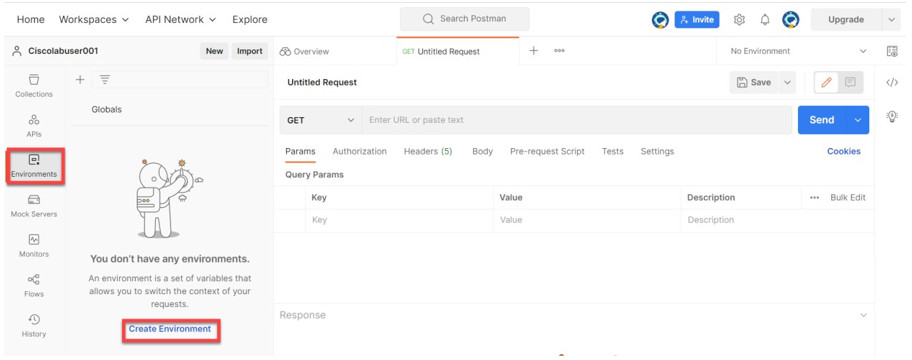 Home Workspaces API Network Explore Search Postman Invite Upgrade
Ciscolabuser001 New Import Overview GET Untitled Request No Environment
Collections
Globals
APIs
Environments
Mock Servers
Monitors
Flows
History
You don't have any environments.
An environment is a set of variables that
allows you to switch the context of your
requests.
Create Environment
Untitled Request Save
GET Enter URL or paste text Send
Params Authorization Headers (5) Body Pre-request Script Tests Settings Cookies
Query Params
Key Value Description Bulk Edit
Key Value Description
Response